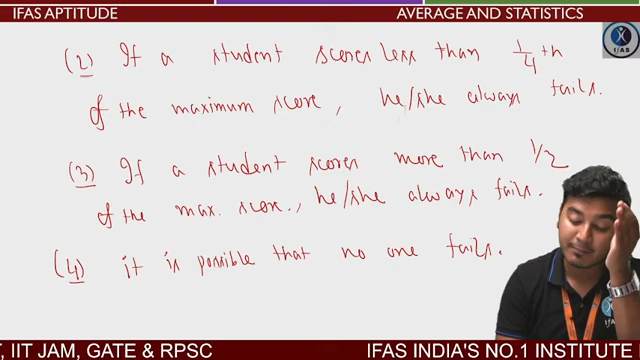 IFAS APTITUDE
AVERAGE AND STATISTICS
IFAS
(2) If a student scores less than 1/4 th
of the maximum score, he/she always fails.
(3) If a student scores more than 1/2
of the max. score, he/she always fails.
(4) it is possible that no one fails.
IFAS
, IIT JAM, GATE & RPSC
IFAS INDIA'S NO.1 INSTITUTE